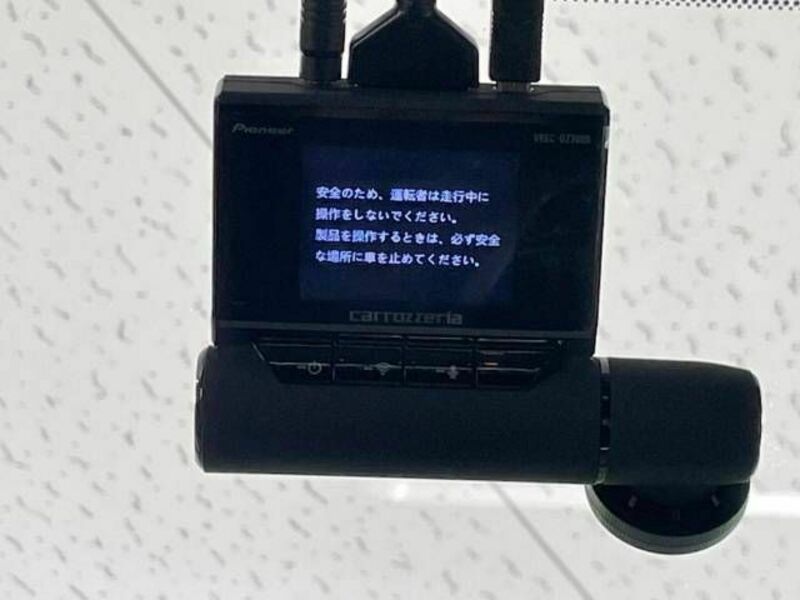 Pioneer
VREC-DZ700DL
安全のため、運転者は走行中に
操作をしないでください。
製品を操作するときは、必ず安全
な場所に車を止めてください。
carrozzeria